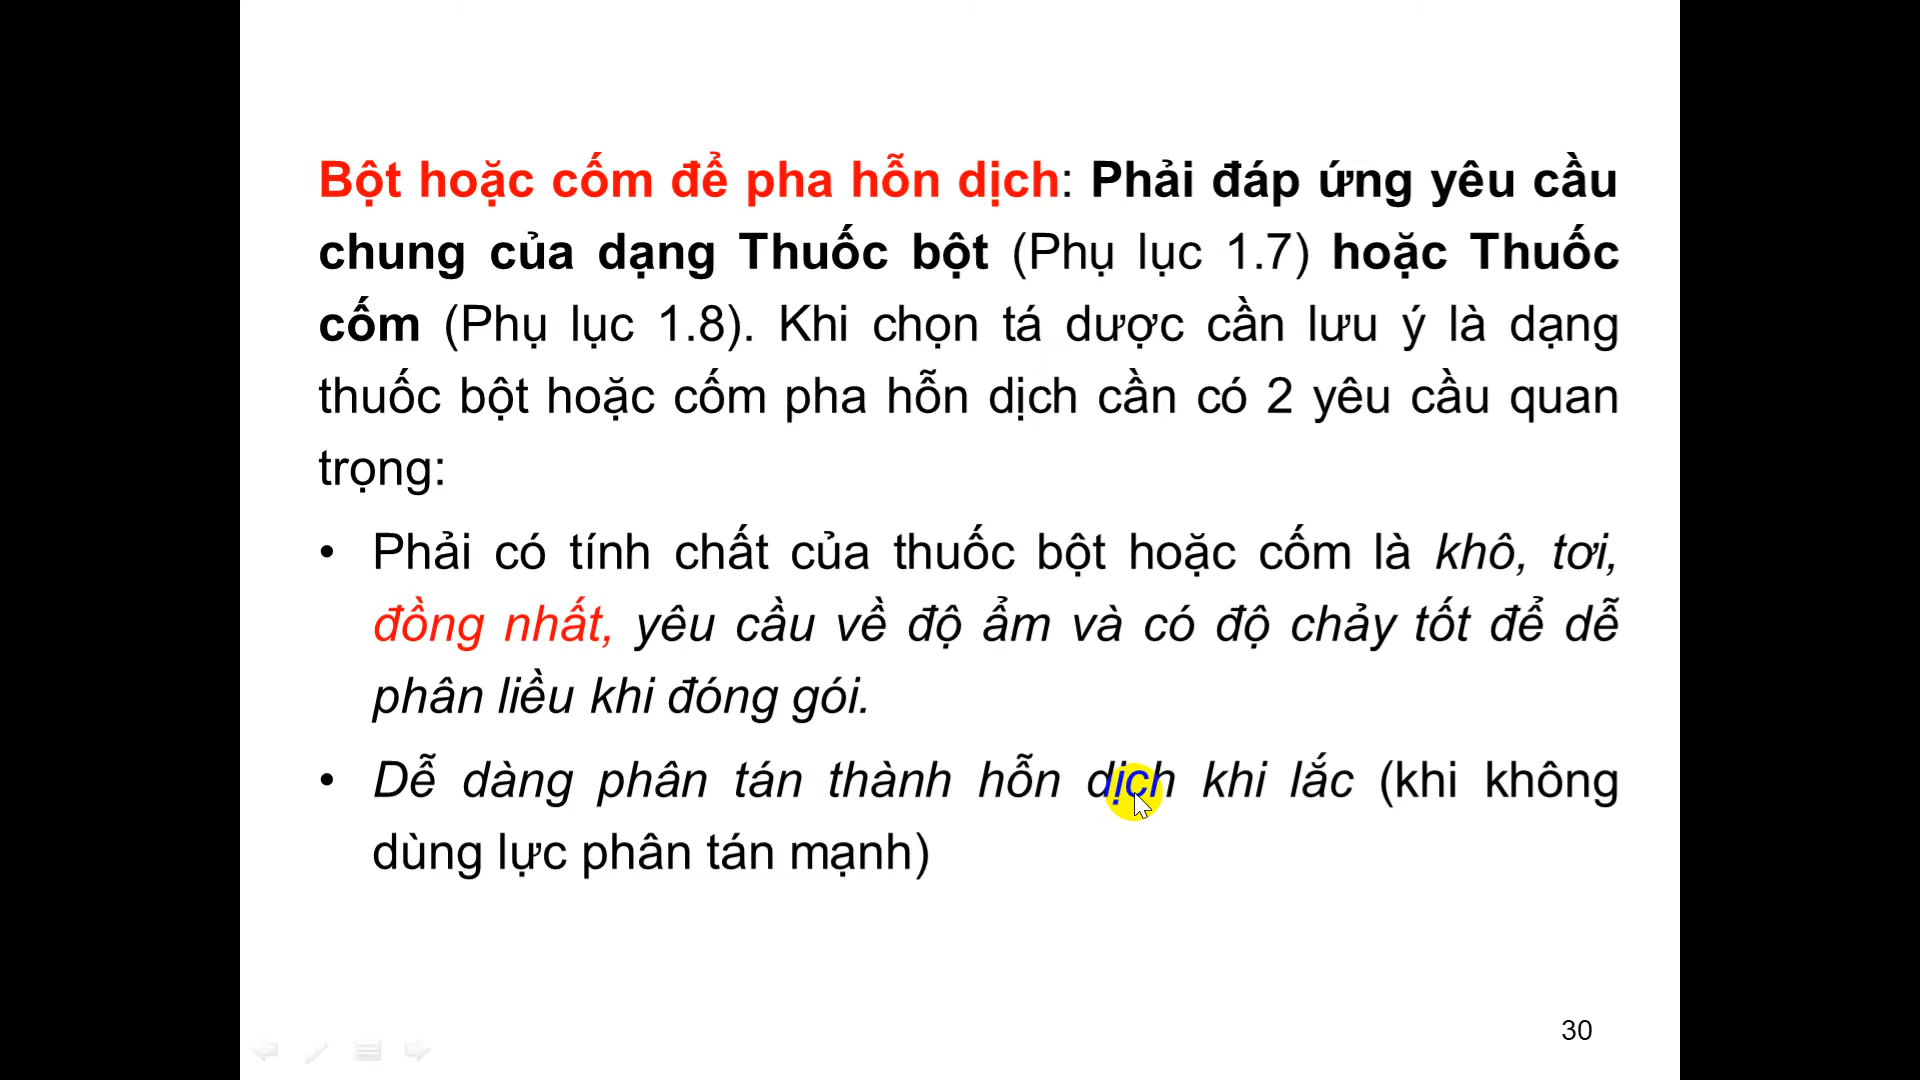 Bột hoặc cốm để pha hỗn dịch: Phải đáp ứng yêu cầu
chung của dạng Thuốc bột (Phụ lục 1.7) hoặc Thuốc
cốm (Phụ lục 1.8). Khi chọn tá dược cần lưu ý là dạng
thuốc bột hoặc cốm pha hỗn dịch cần có 2 yêu cầu quan
trọng:
• Phải có tính chất của thuốc bột hoặc cốm là khô, tơi,
đồng nhất, yêu cầu về độ ẩm và có độ chảy tốt để dễ
phân liều khi đóng gói.
• Dễ dàng phân tán thành hỗn dịch khi lắc (khi không
dùng lực phân tán mạnh)
30